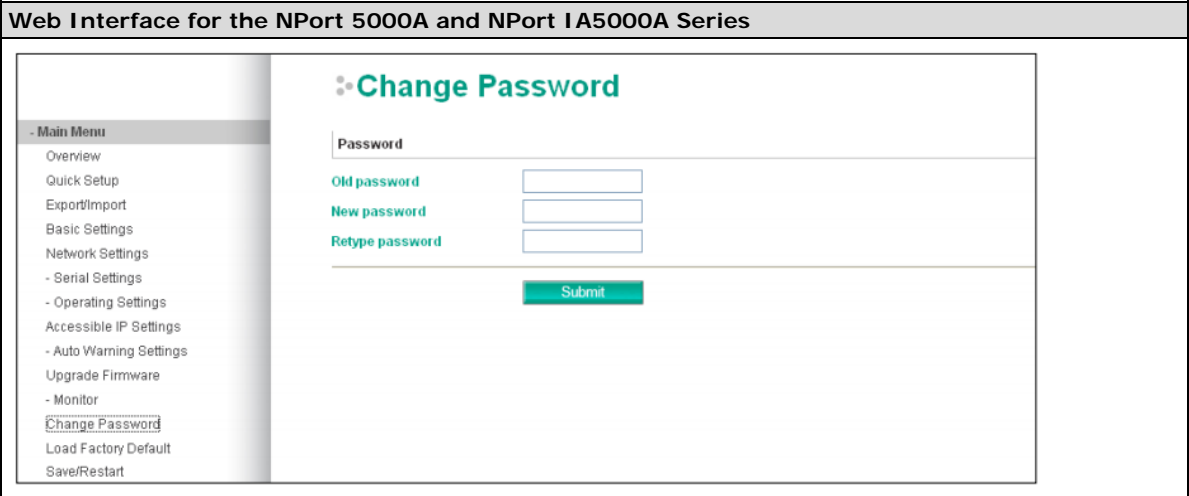 Web Interface for the NPort 5000A and NPort IA5000A Series
- Main Menu
Overview
Quick Setup
Export/Import
Basic Settings
Network Settings
- Serial Settings
- Operating Settings
Accessible IP Settings
- Auto Warning Settings
Upgrade Firmware
- Monitor
Change Password
Load Factory Default
Save/Restart
Change Password
Password
Old password
New password
Retype password
Submit